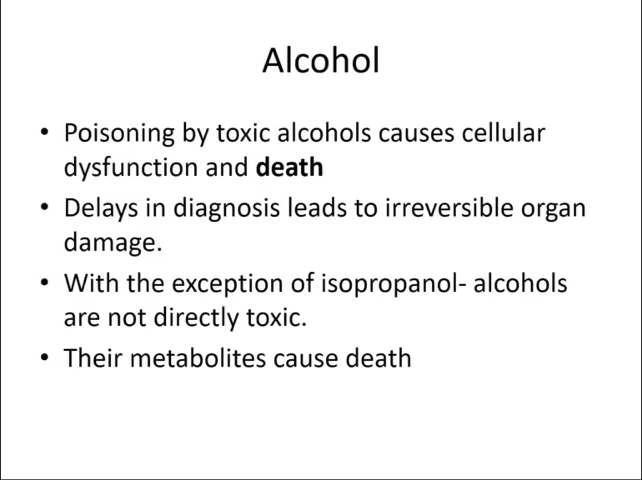 Alcohol
• Poisoning by toxic alcohols causes cellular
dysfunction and death
• Delays in diagnosis leads to irreversible organ
damage.
• With the exception of isopropanol- alcohols
are not directly toxic.
• Their metabolites cause death